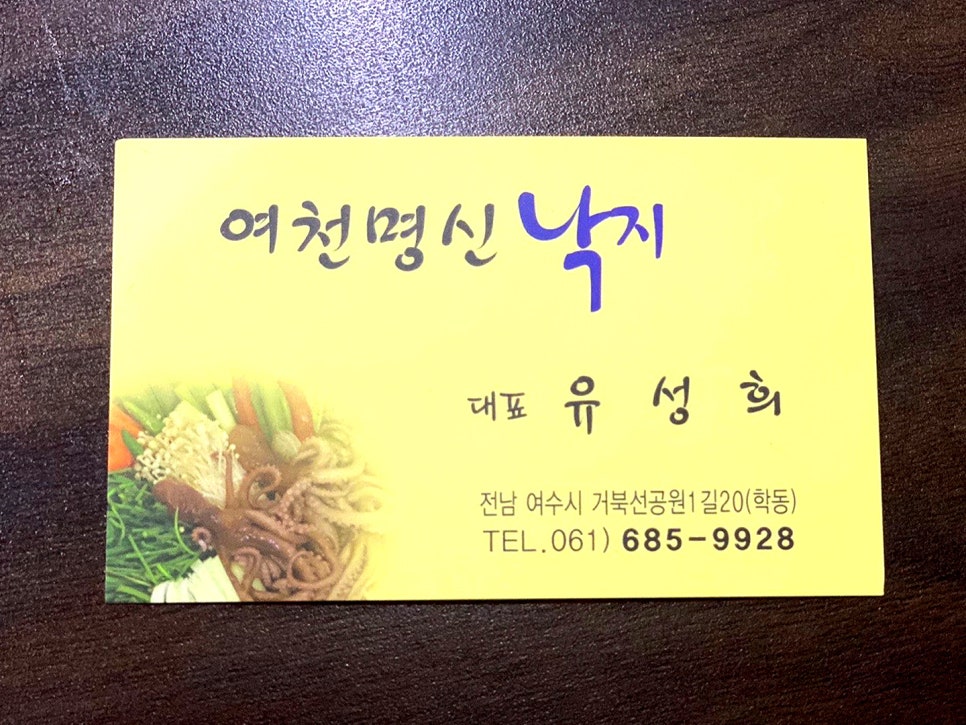 여천명신낙지
대표 유 성 희
전남 여수시 거북선공원1길20(학동)
TEL.061) 685-9928